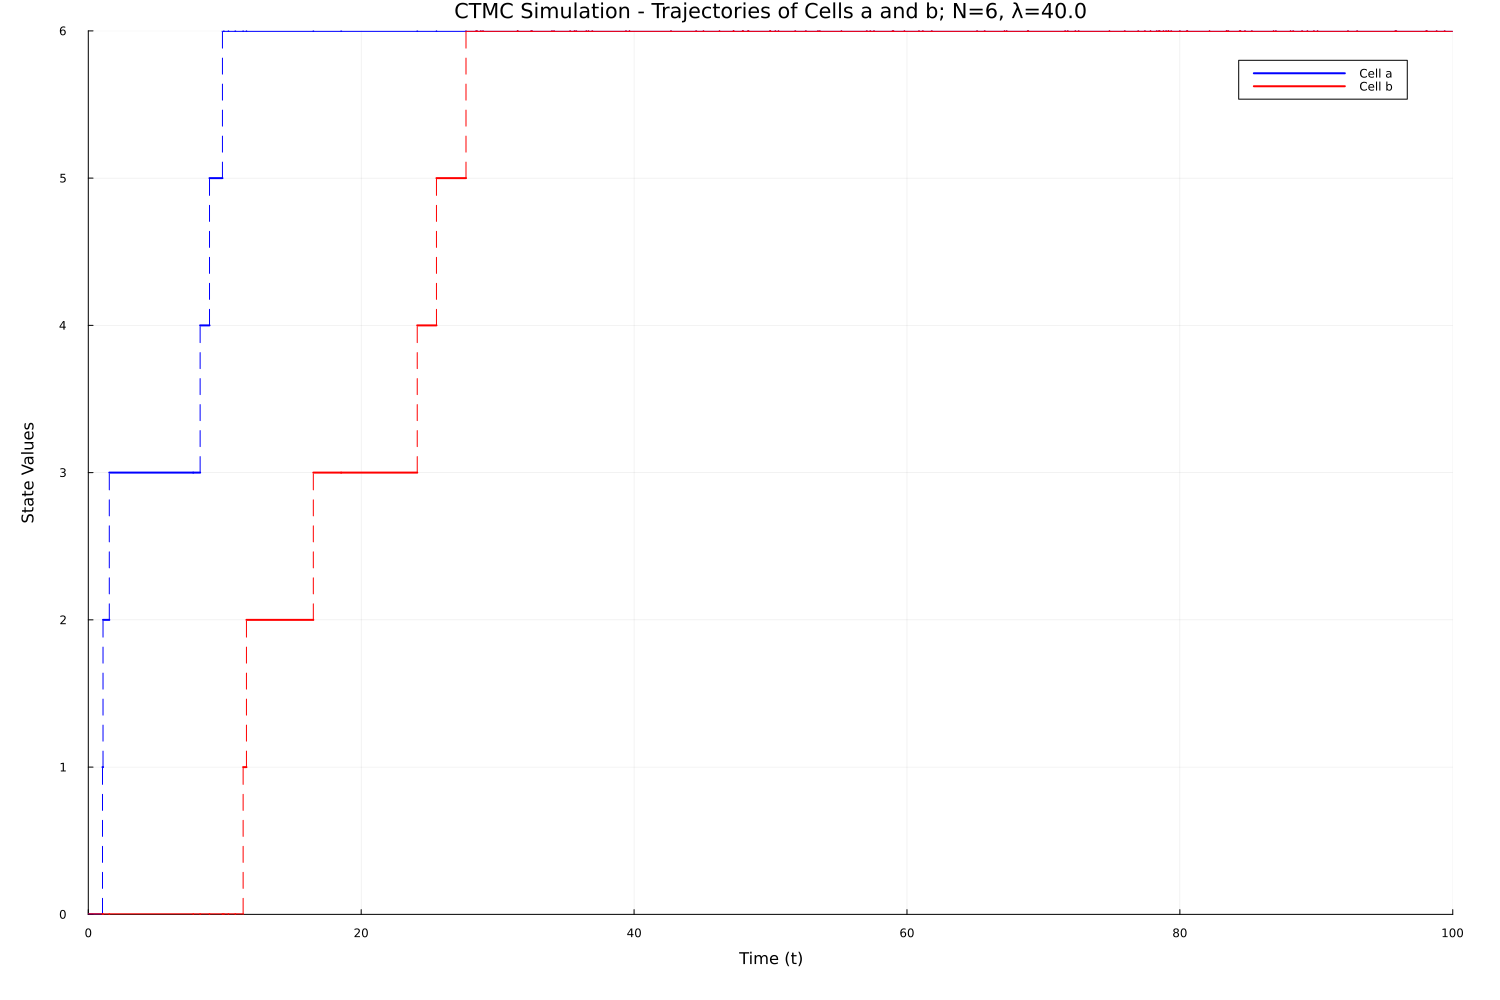 CTMC Simulation - Trajectories of Cells a and b; N=6, λ=40.0
6
Cell a
Cell b
5
4
State Values
3
2
1
0
0 20 40 60 80 100
Time (t)